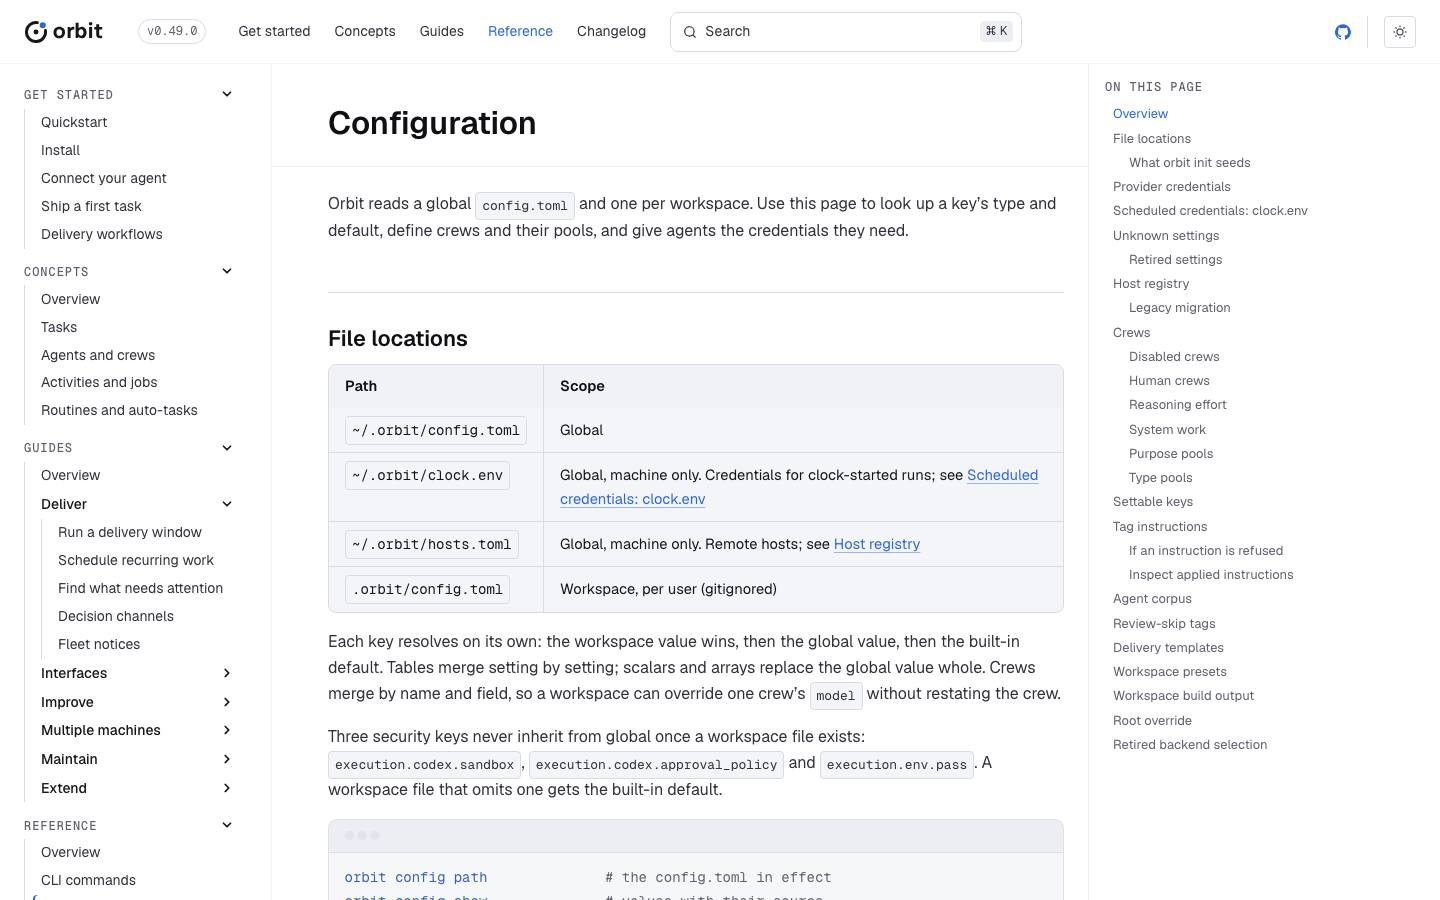 orbit
v0.49.0
Get started
Concepts
Guides
Reference
Changelog
Search
⌘ K
GET STARTED
Quickstart
Install
Connect your agent
Ship a first task
Delivery workflows
CONCEPTS
Overview
Tasks
Agents and crews
Activities and jobs
Routines and auto-tasks
GUIDES
Overview
Deliver
Run a delivery window
Schedule recurring work
Find what needs attention
Decision channels
Fleet notices
Interfaces
Improve
Multiple machines
Maintain
Extend
REFERENCE
Overview
CLI commands
Configuration
Orbit reads a global config.toml and one per workspace. Use this page to look up a key’s type and
default, define crews and their pools, and give agents the credentials they need.
File locations
Path Scope
~/.orbit/config.toml Global
~/.orbit/clock.env Global, machine only. Credentials for clock-started runs; see Scheduled
credentials: clock.env
~/.orbit/hosts.toml Global, machine only. Remote hosts; see Host registry
.orbit/config.toml Workspace, per user (gitignored)
Each key resolves on its own: the workspace value wins, then the global value, then the built-in
default. Tables merge setting by setting; scalars and arrays replace the global value whole. Crews
merge by name and field, so a workspace can override one crew’s model without restating the crew.
Three security keys never inherit from global once a workspace file exists:
execution.codex.sandbox, execution.codex.approval_policy and execution.env.pass. A
workspace file that omits one gets the built-in default.
orbit config path # the config.toml in effect
orbit config show # values with their source
ON THIS PAGE
Overview
File locations
What orbit init seeds
Provider credentials
Scheduled credentials: clock.env
Unknown settings
Retired settings
Host registry
Legacy migration
Crews
Disabled crews
Human crews
Reasoning effort
System work
Purpose pools
Type pools
Settable keys
Tag instructions
If an instruction is refused
Inspect applied instructions
Agent corpus
Review-skip tags
Delivery templates
Workspace presets
Workspace build output
Root override
Retired backend selection